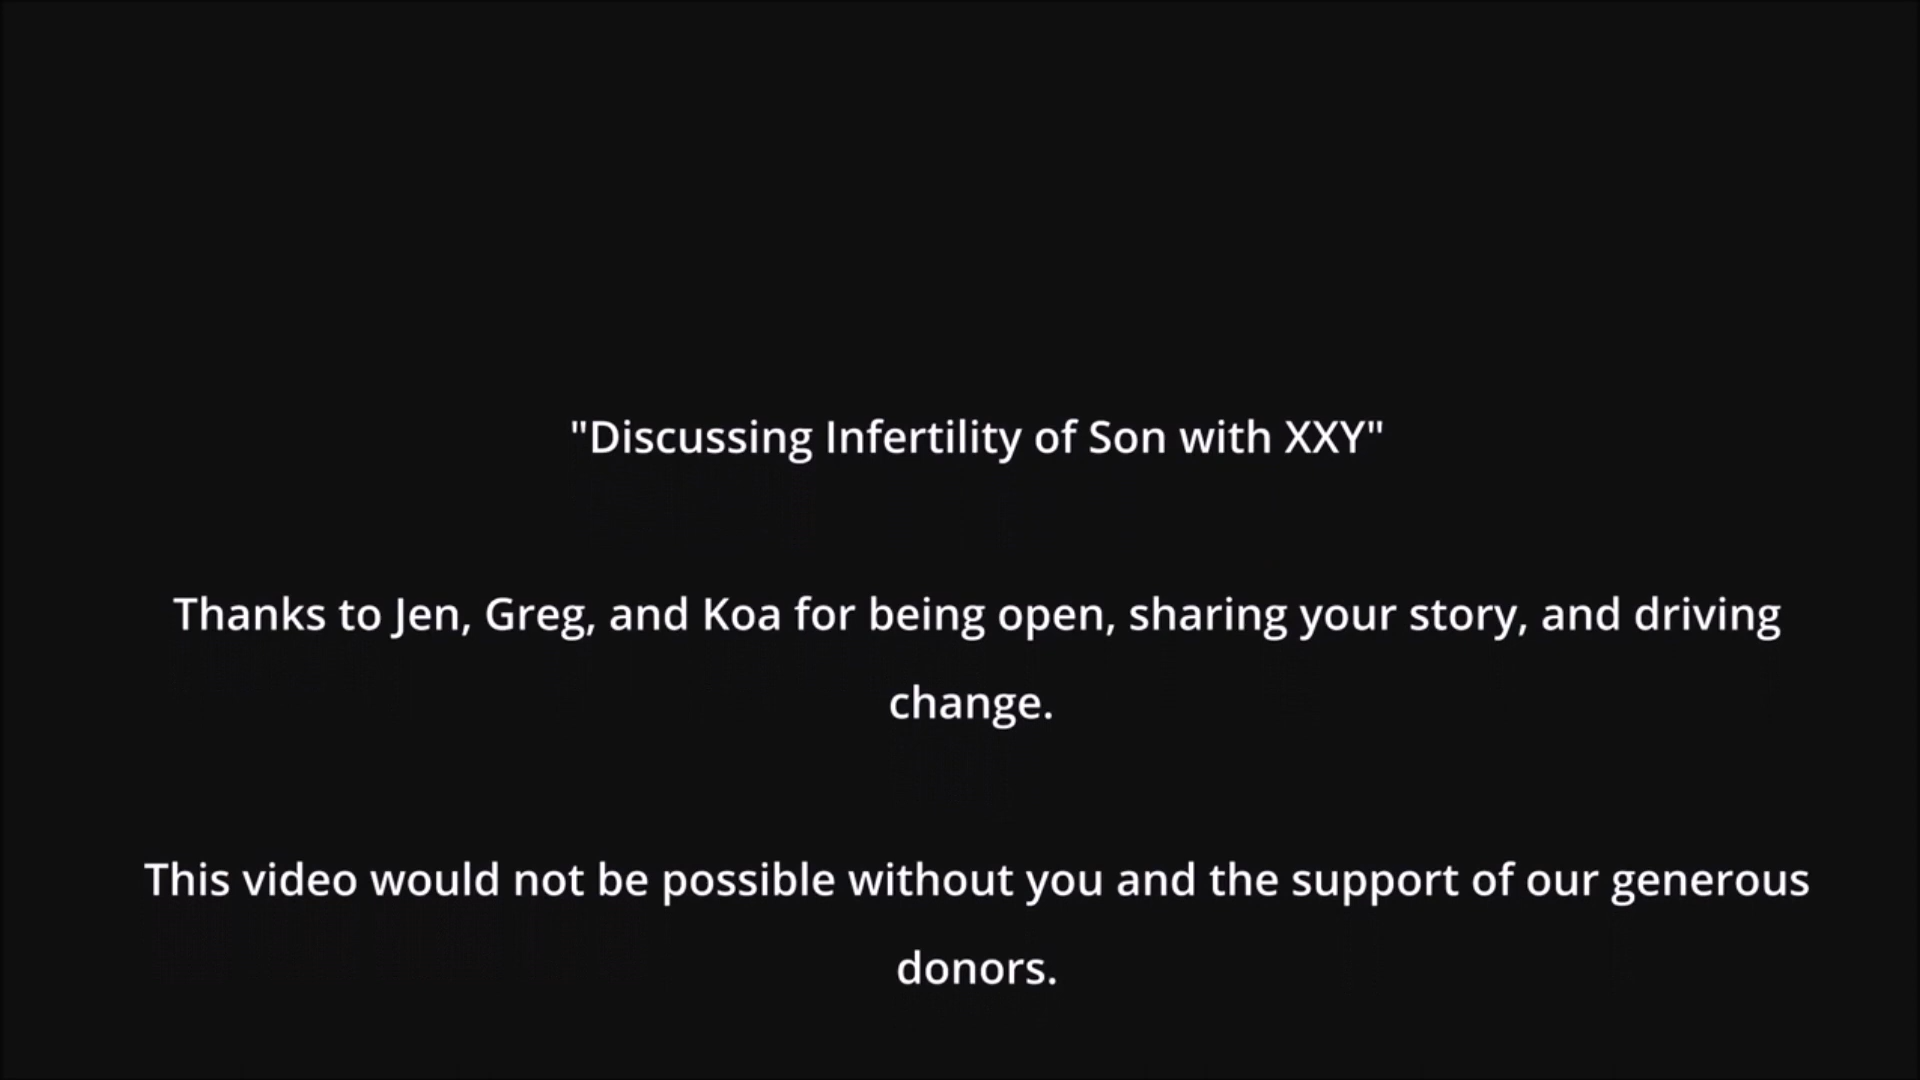 "Discussing Infertility of Son with XXY"
Thanks to Jen, Greg, and Koa for being open, sharing your story, and driving
change.
This video would not be possible without you and the support of our generous
donors.